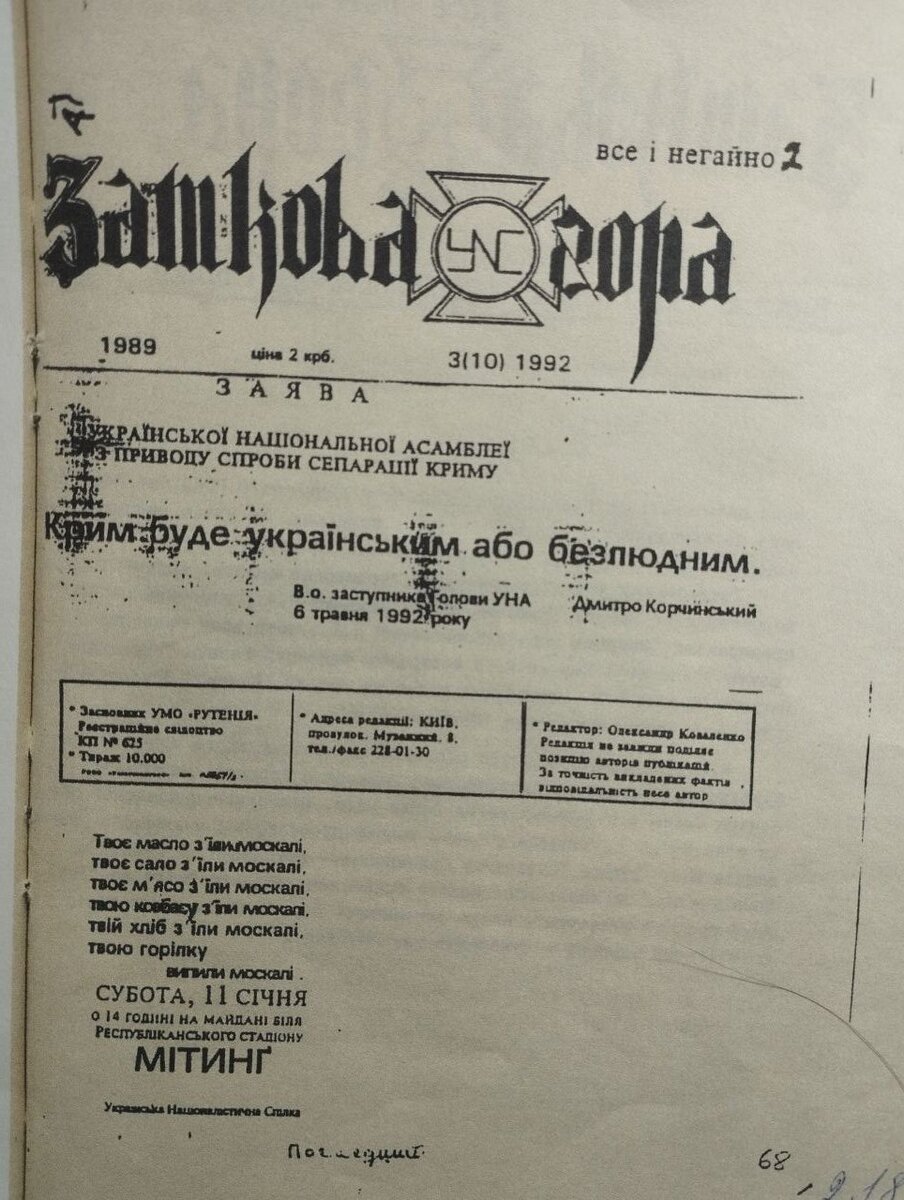 все і негайно 2
Замкова УНС гора
1989 ціна 2 крб. 3(10) 1992
ЗАЯВА
УКРАЇНСЬКОЇ НАЦІОНАЛЬНОЇ АСАМБЛЕЇ
З ПРИВОДУ СПРОБИ СЕПАРАЦІЇ КРИМУ
Крим буде українським або безлюдним.
В.о. заступника Голови УНА Дмитро Корчинський
6 травня 1992 року
* Засновник УМО «РУТЕНІЯ»
Реєстраційне свідоцтво
КП № 625
* Тираж 10.000
* Адреса редакції: КИЇВ,
провулок. Музейний. 8,
тел./факс 228-01-30
* Редактор: Олександр Коваленко
Редакція не завжди поділяє
позицію авторів публікацій.
За точність викладених фактів
відповідальність несе автор
Твоє масло з'їли москалі,
твоє сало з'їли москалі,
твоє м'ясо з'їли москалі,
твою ковбасу з'їли москалі,
твій хліб з'їли москалі,
твою горілку
випили москалі.
СУБОТА, 11 СІЧНЯ
О 14 ГОДИНІ НА МАЙДАНІ БІЛЯ
РЕСПУБЛІКАНСЬКОГО СТАДІОНУ
МІТИНҐ
Українська Націоналістична Спілка
68